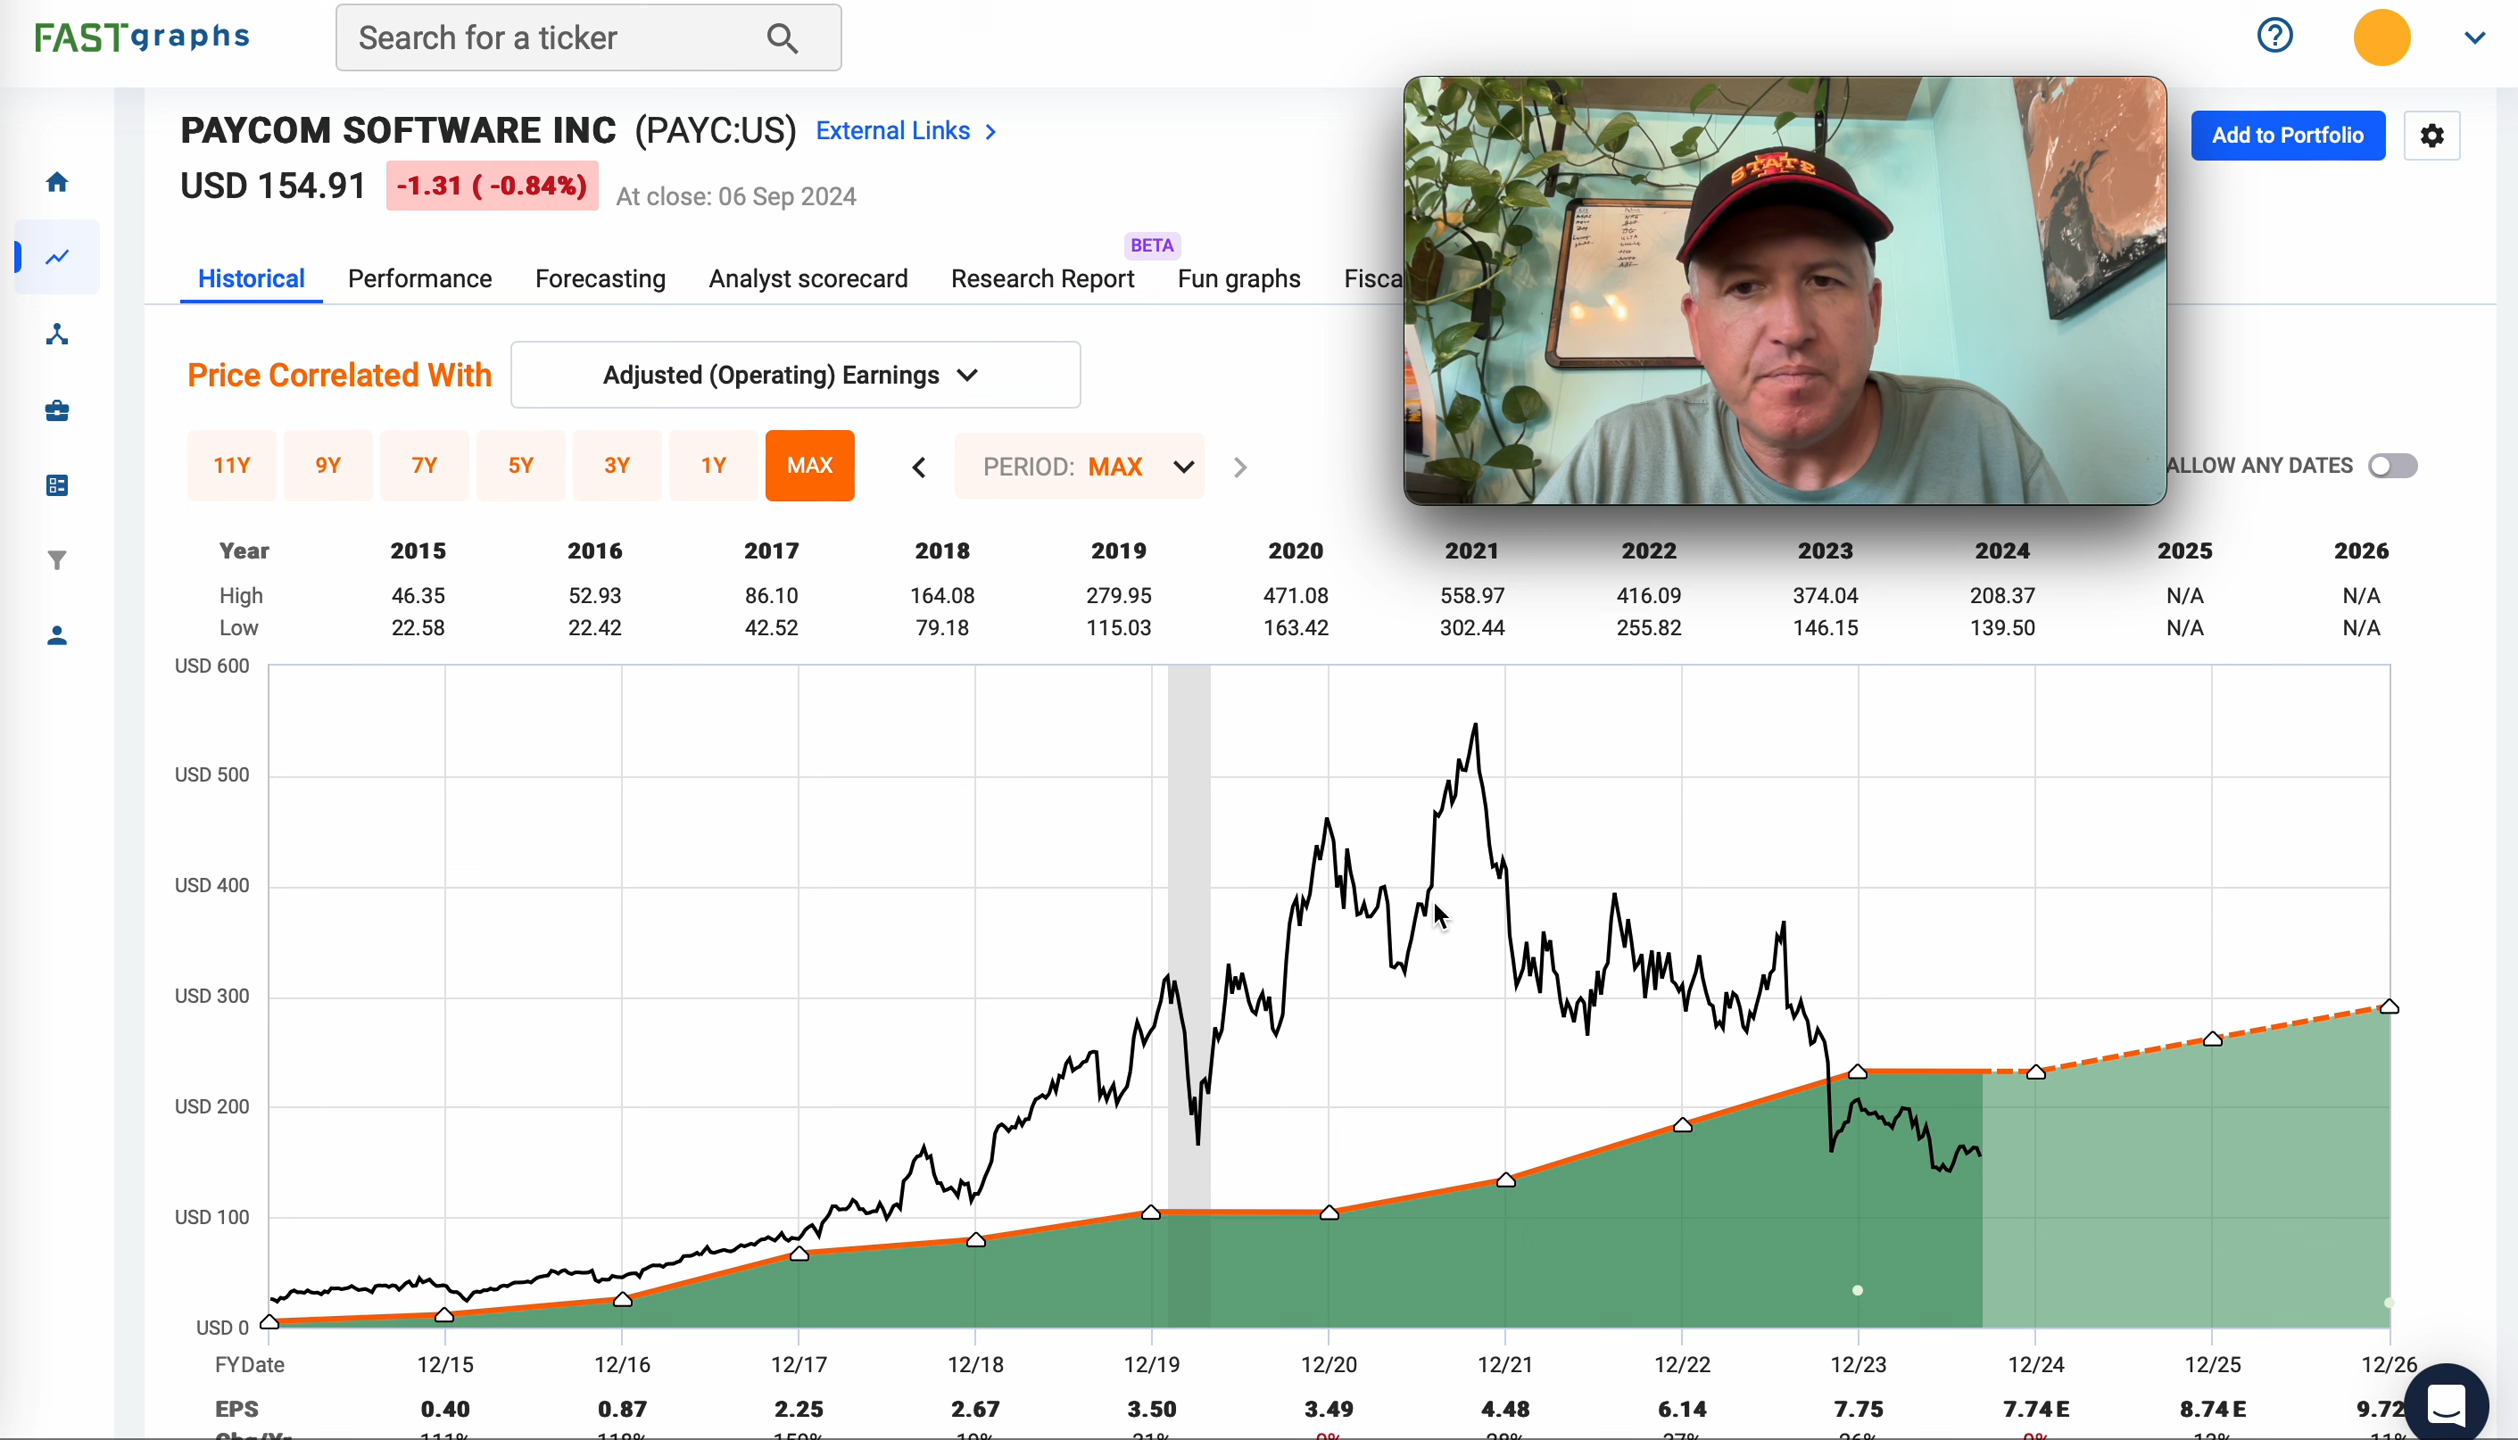 FASTgraphs
Search for a ticker
PAYCOM SOFTWARE INC (PAYC:US) External Links
USD 154.91 -1.31 ( -0.84%) At close: 06 Sep 2024
Add to Portfolio
BETA
Historical Performance Forecasting Analyst scorecard Research Report Fun graphs Fisca
STATE
Price Correlated With Adjusted (Operating) Earnings
11Y 9Y 7Y 5Y 3Y 1Y MAX PERIOD: MAX ALLOW ANY DATES
Year 2015 2016 2017 2018 2019 2020 2021 2022 2023 2024 2025 2026
High 46.35 52.93 86.10 164.08 279.95 471.08 558.97 416.09 374.04 208.37 N/A N/A
Low 22.58 22.42 42.52 79.18 115.03 163.42 302.44 255.82 146.15 139.50 N/A N/A
USD 600
USD 500
USD 400
USD 300
USD 200
USD 100
USD 0
FYDate 12/15 12/16 12/17 12/18 12/19 12/20 12/21 12/22 12/23 12/24 12/25 12/26
EPS 0.40 0.87 2.25 2.67 3.50 3.49 4.48 6.14 7.75 7.74E 8.74E 9.72